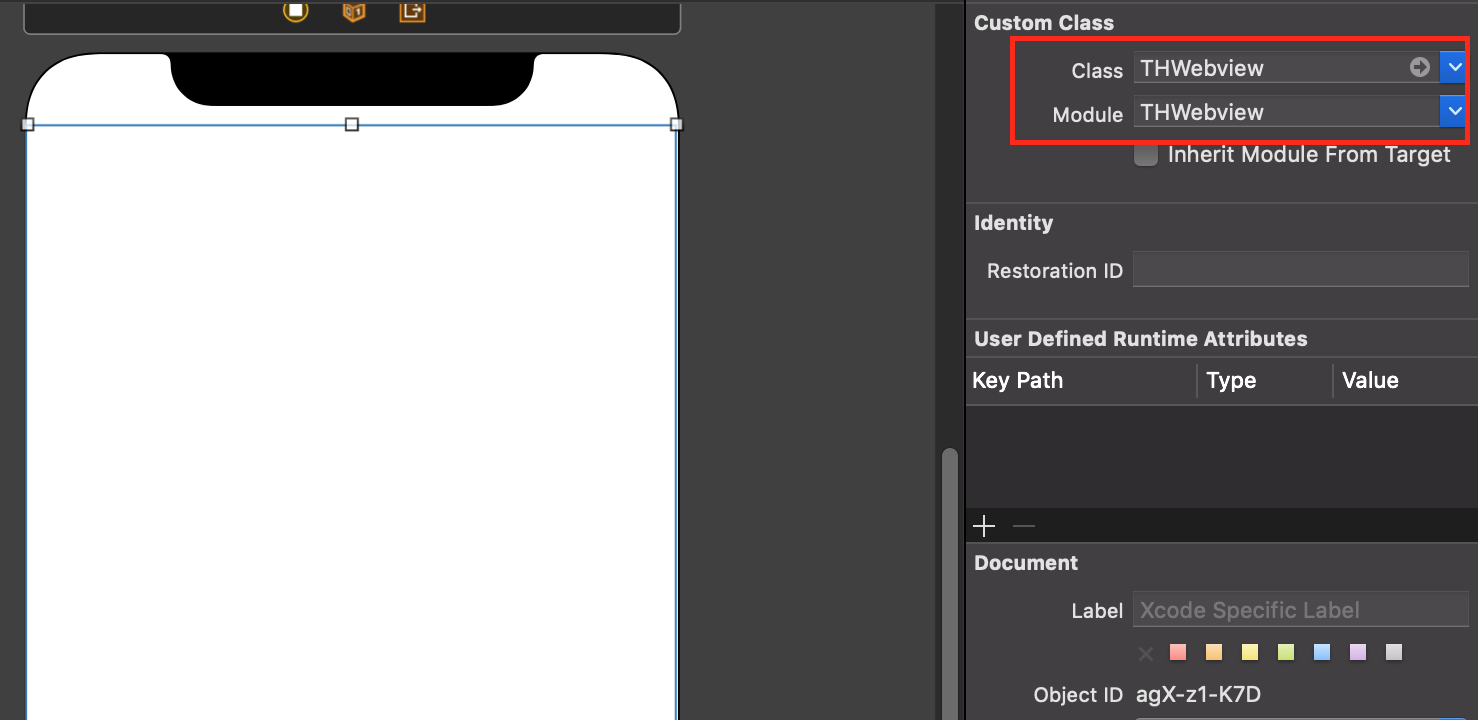 Custom Class
Class THWebview
Module THWebview
Inherit Module From Target
Identity
Restoration ID
User Defined Runtime Attributes
Key Path Type Value
Document
Label Xcode Specific Label
Object ID agX-z1-K7D